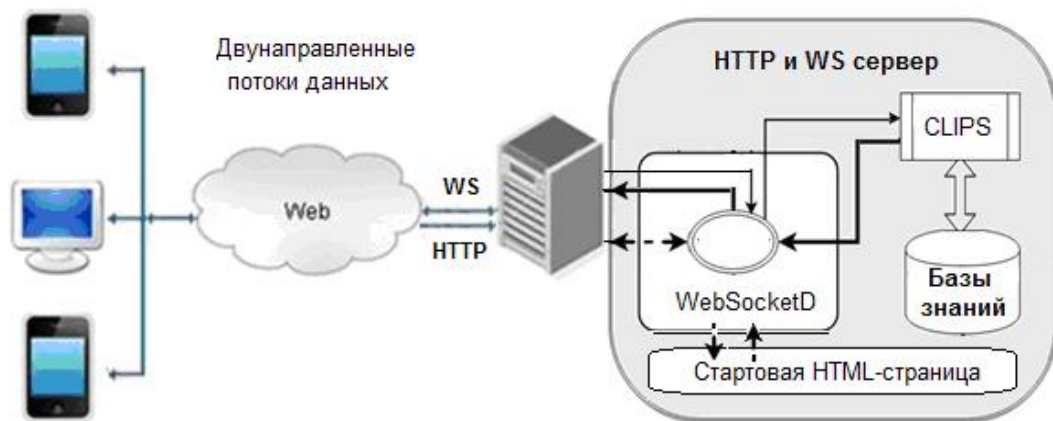 Двунаправленные
потоки данных
HTTP и WS сервер
CLIPS
WS
Web
HTTP
WebSocketD
Базы
знаний
Стартовая HTML-страница